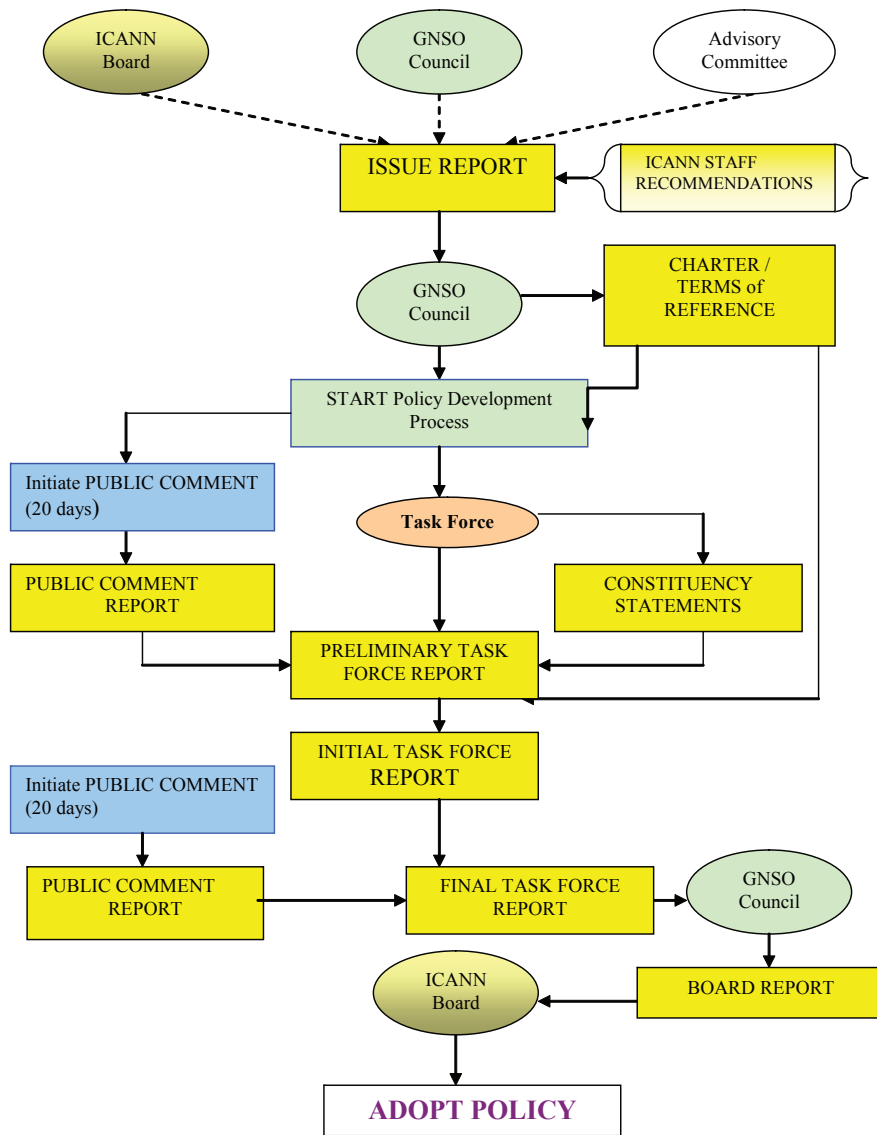 ICANN
Board
GNSO
Council
Advisory
Committee
ISSUE REPORT
ICANN STAFF
RECOMMENDATIONS
GNSO
Council
CHARTER /
TERMS of
REFERENCE
START Policy Development
Process
Initiate PUBLIC COMMENT
(20 days)
Task Force
PUBLIC COMMENT
REPORT
CONSTITUENCY
STATEMENTS
PRELIMINARY TASK
FORCE REPORT
INITIAL TASK FORCE
REPORT
Initiate PUBLIC COMMENT
(20 days)
PUBLIC COMMENT
REPORT
FINAL TASK FORCE
REPORT
GNSO
Council
ICANN
Board
BOARD REPORT
ADOPT POLICY